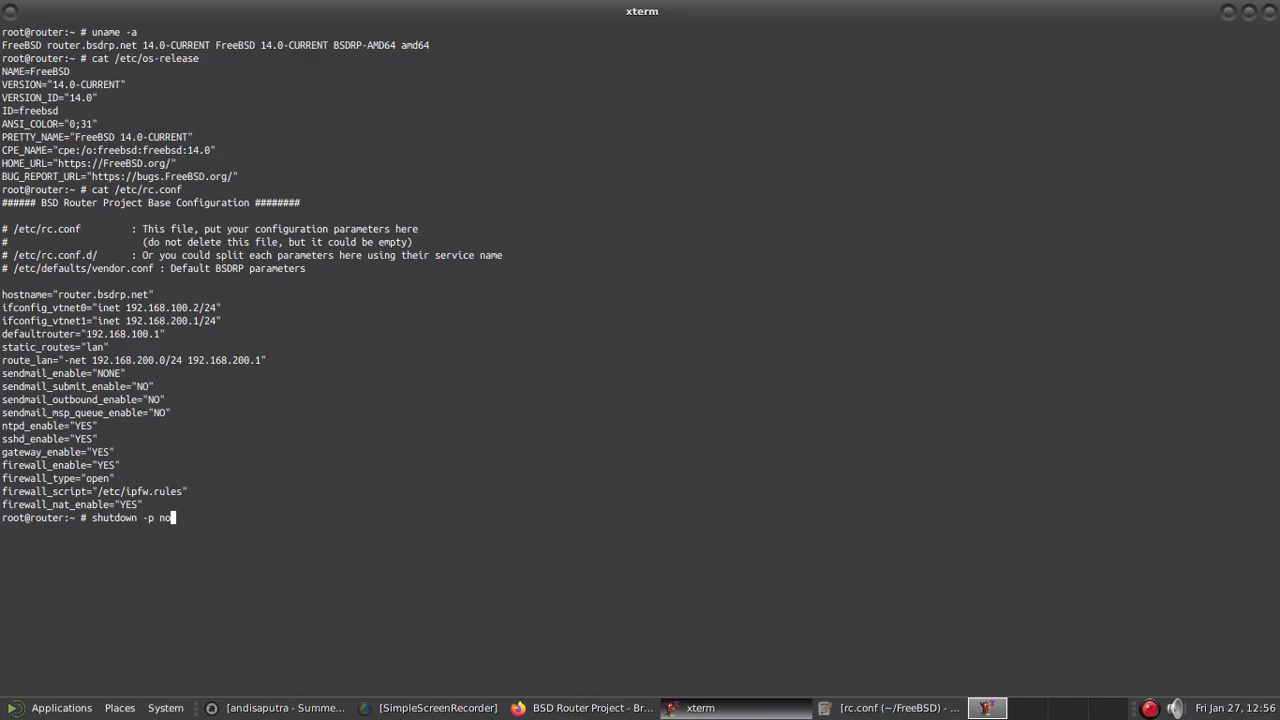 xterm
root@router:~ # uname -a
FreeBSD router.bsdrp.net 14.0-CURRENT FreeBSD 14.0-CURRENT BSDRP-AMD64 amd64
root@router:~ # cat /etc/os-release
NAME=FreeBSD
VERSION="14.0-CURRENT"
VERSION_ID="14.0"
ID=freebsd
ANSI_COLOR="0;31"
PRETTY_NAME="FreeBSD 14.0-CURRENT"
CPE_NAME="cpe:/o:freebsd:freebsd:14.0"
HOME_URL="https://FreeBSD.org/"
BUG_REPORT_URL="https://bugs.FreeBSD.org/"
root@router:~ # cat /etc/rc.conf
###### BSD Router Project Base Configuration ########
# /etc/rc.conf        : This file, put your configuration parameters here
#                       (do not delete this file, but it could be empty)
# /etc/rc.conf.d/     : Or you could split each parameters here using their service name
# /etc/defaults/vendor.conf : Default BSDRP parameters
hostname="router.bsdrp.net"
ifconfig_vtnet0="inet 192.168.100.2/24"
ifconfig_vtnet1="inet 192.168.200.1/24"
defaultrouter="192.168.100.1"
static_routes="lan"
route_lan="-net 192.168.200.0/24 192.168.200.1"
sendmail_enable="NONE"
sendmail_submit_enable="NO"
sendmail_outbound_enable="NO"
sendmail_msp_queue_enable="NO"
ntpd_enable="YES"
sshd_enable="YES"
gateway_enable="YES"
firewall_enable="YES"
firewall_type="open"
firewall_script="/etc/ipfw.rules"
firewall_nat_enable="YES"
root@router:~ # shutdown -p no
Applications Places System [andisaputra - Summe... [SimpleScreenRecorder] BSD Router Project - Br... xterm [rc.conf (~/FreeBSD) - ... Fri Jan 27, 12:56